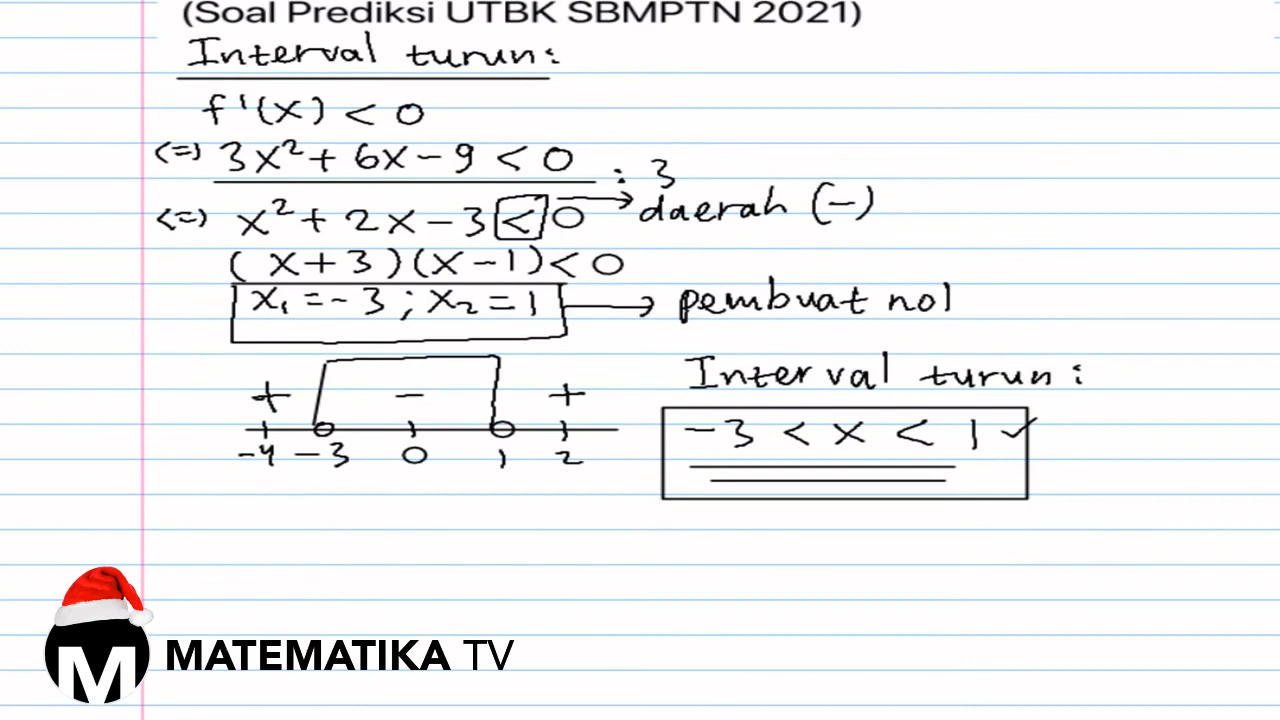 (Soal Prediksi UTBK SBMPTN 2021)
Interval turun:
f'(x) < 0
<=> 3x² + 6x - 9 < 0
: 3
<=> x² + 2x - 3 < 0 → daerah (-)
(x + 3)(x - 1) < 0
x₁ = -3 ; x₂ = 1 → pembuat nol
+ - +
-4 -3 0 1 2
Interval turun:
-3 < x < 1 ✓
M MATEMATIKA TV